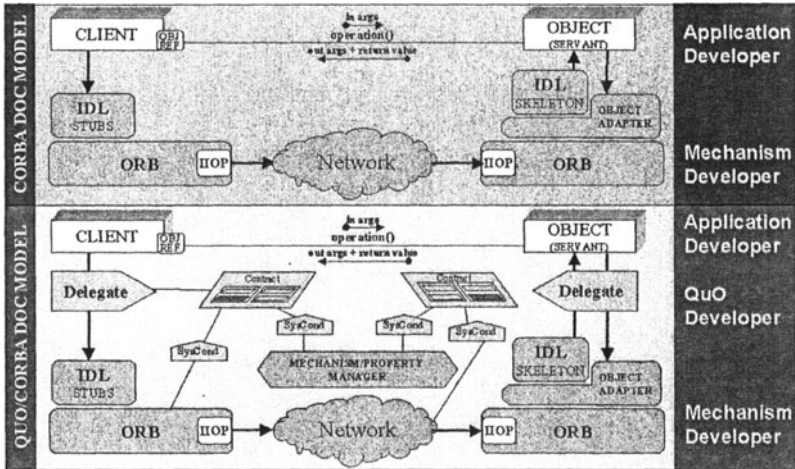 CORBA DOC MODEL
CLIENT
OBJ
REF
in args
operation()
out args + return value
OBJECT
(SERVANT)
Application
Developer
IDL
STUBS
IDL
SKELETON
OBJECT
ADAPTER
ORB
IIOP
Network
IIOP
ORB
Mechanism
Developer
QUO/CORBA DOC MODEL
CLIENT
OBJ
REF
in args
operation()
out args + return value
OBJECT
(SERVANT)
Application
Developer
Delegate
Contract
Contract
Delegate
QuO
Developer
SysCond
SysCond
SysCond
SysCond
MECHANISM/PROPERTY
MANAGER
IDL
STUBS
IDL
SKELETON
OBJECT
ADAPTER
ORB
IIOP
Network
IIOP
ORB
Mechanism
Developer